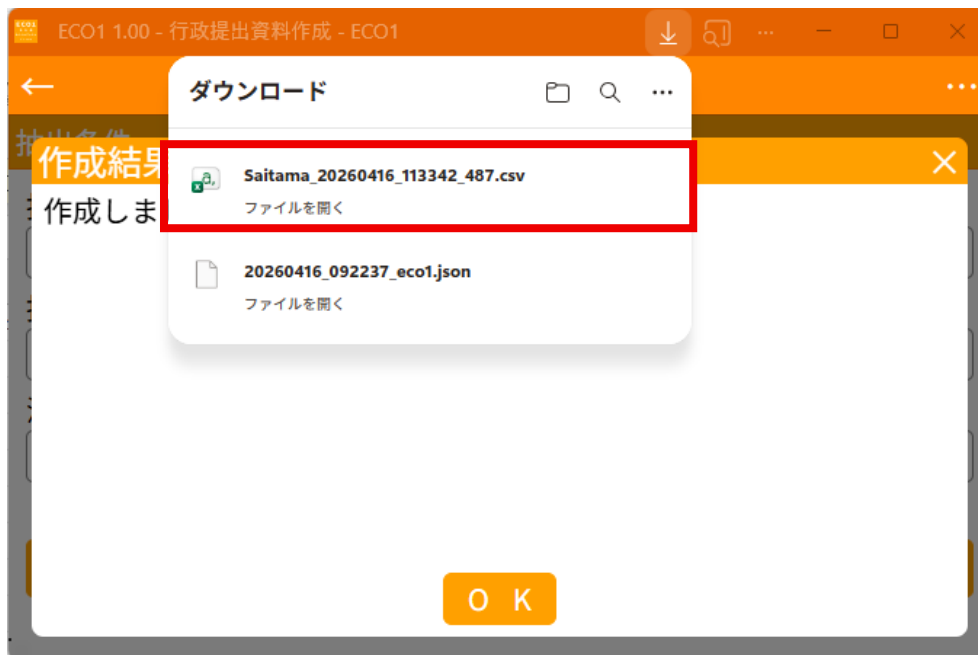 ECO1 1.00 - 行政提出資料作成 - ECO1
ダウンロード
作成結果
作成しま
Saitama_20260416_113342_487.csv
ファイルを開く
20260416_092237_eco1.json
ファイルを開く
O K